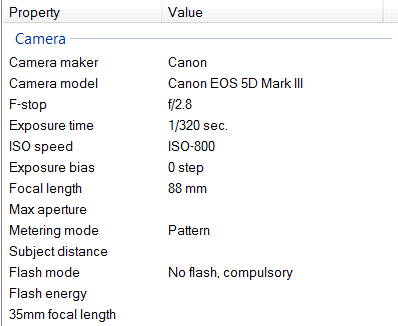 Property Value
Camera
Camera maker Canon
Camera model Canon EOS 5D Mark III
F-stop f/2.8
Exposure time 1/320 sec.
ISO speed ISO-800
Exposure bias 0 step
Focal length 88 mm
Max aperture
Metering mode Pattern
Subject distance
Flash mode No flash, compulsory
Flash energy
35mm focal length